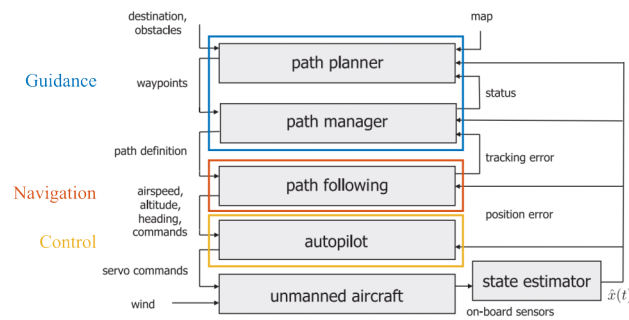 destination,
obstacles
map
path planner
Guidance
waypoints
status
path manager
path definition
tracking error
path following
Navigation
airspeed,
altitude,
heading,
commands
position error
Control
autopilot
servo commands
state estimator
unmanned aircraft
x̂(t)
wind
on-board sensors